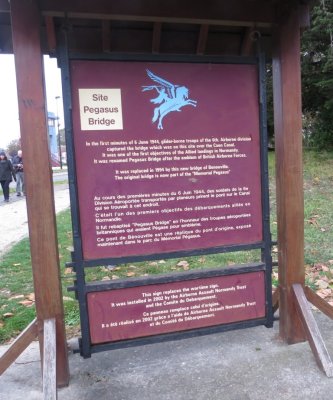 Site
Pegasus
Bridge
In the first minutes of 6 June 1944, glider-borne troops of the 6th. Airborne division
captured the bridge which was on this site over the Caen Canal.
It was one of the first objectives of the Allied landings in Normandy.
It was renamed Pegasus Bridge after the emblem of British Airborne Forces.
It was replaced in 1994 by this new bridge of Benouville.
The original bridge is now part of the "Memorial Pegasus"
Au cours des premières minutes du 6 Juin 1944, des soldats de la 6e
Division Aéroportée transportés par planeurs prirent le pont sur le Canal
qui se trouvait à cet endroit.
C'était l'un des premiers objectifs des débarquements alliés en
Normandie.
Il fut rebaptisé "Pegasus Bridge" en l'honneur des troupes aéroportées
britanniques qui avaient Pégase pour emblème.
Ce pont de Bénouville est une réplique du pont d'origine, exposé
maintenant dans le parc du Mémorial Pegasus.
This sign replaces the wartime sign.
It was installed in 2002 by the Airborne Assault Normandy Trust
and the Comite du Debarquement.
Ce panneau remplace celui d'origine.
Il a été réalisé en 2002 grâce à l'aide de Airborne Assault Normandy Trust
et du Comité du Débarquement.